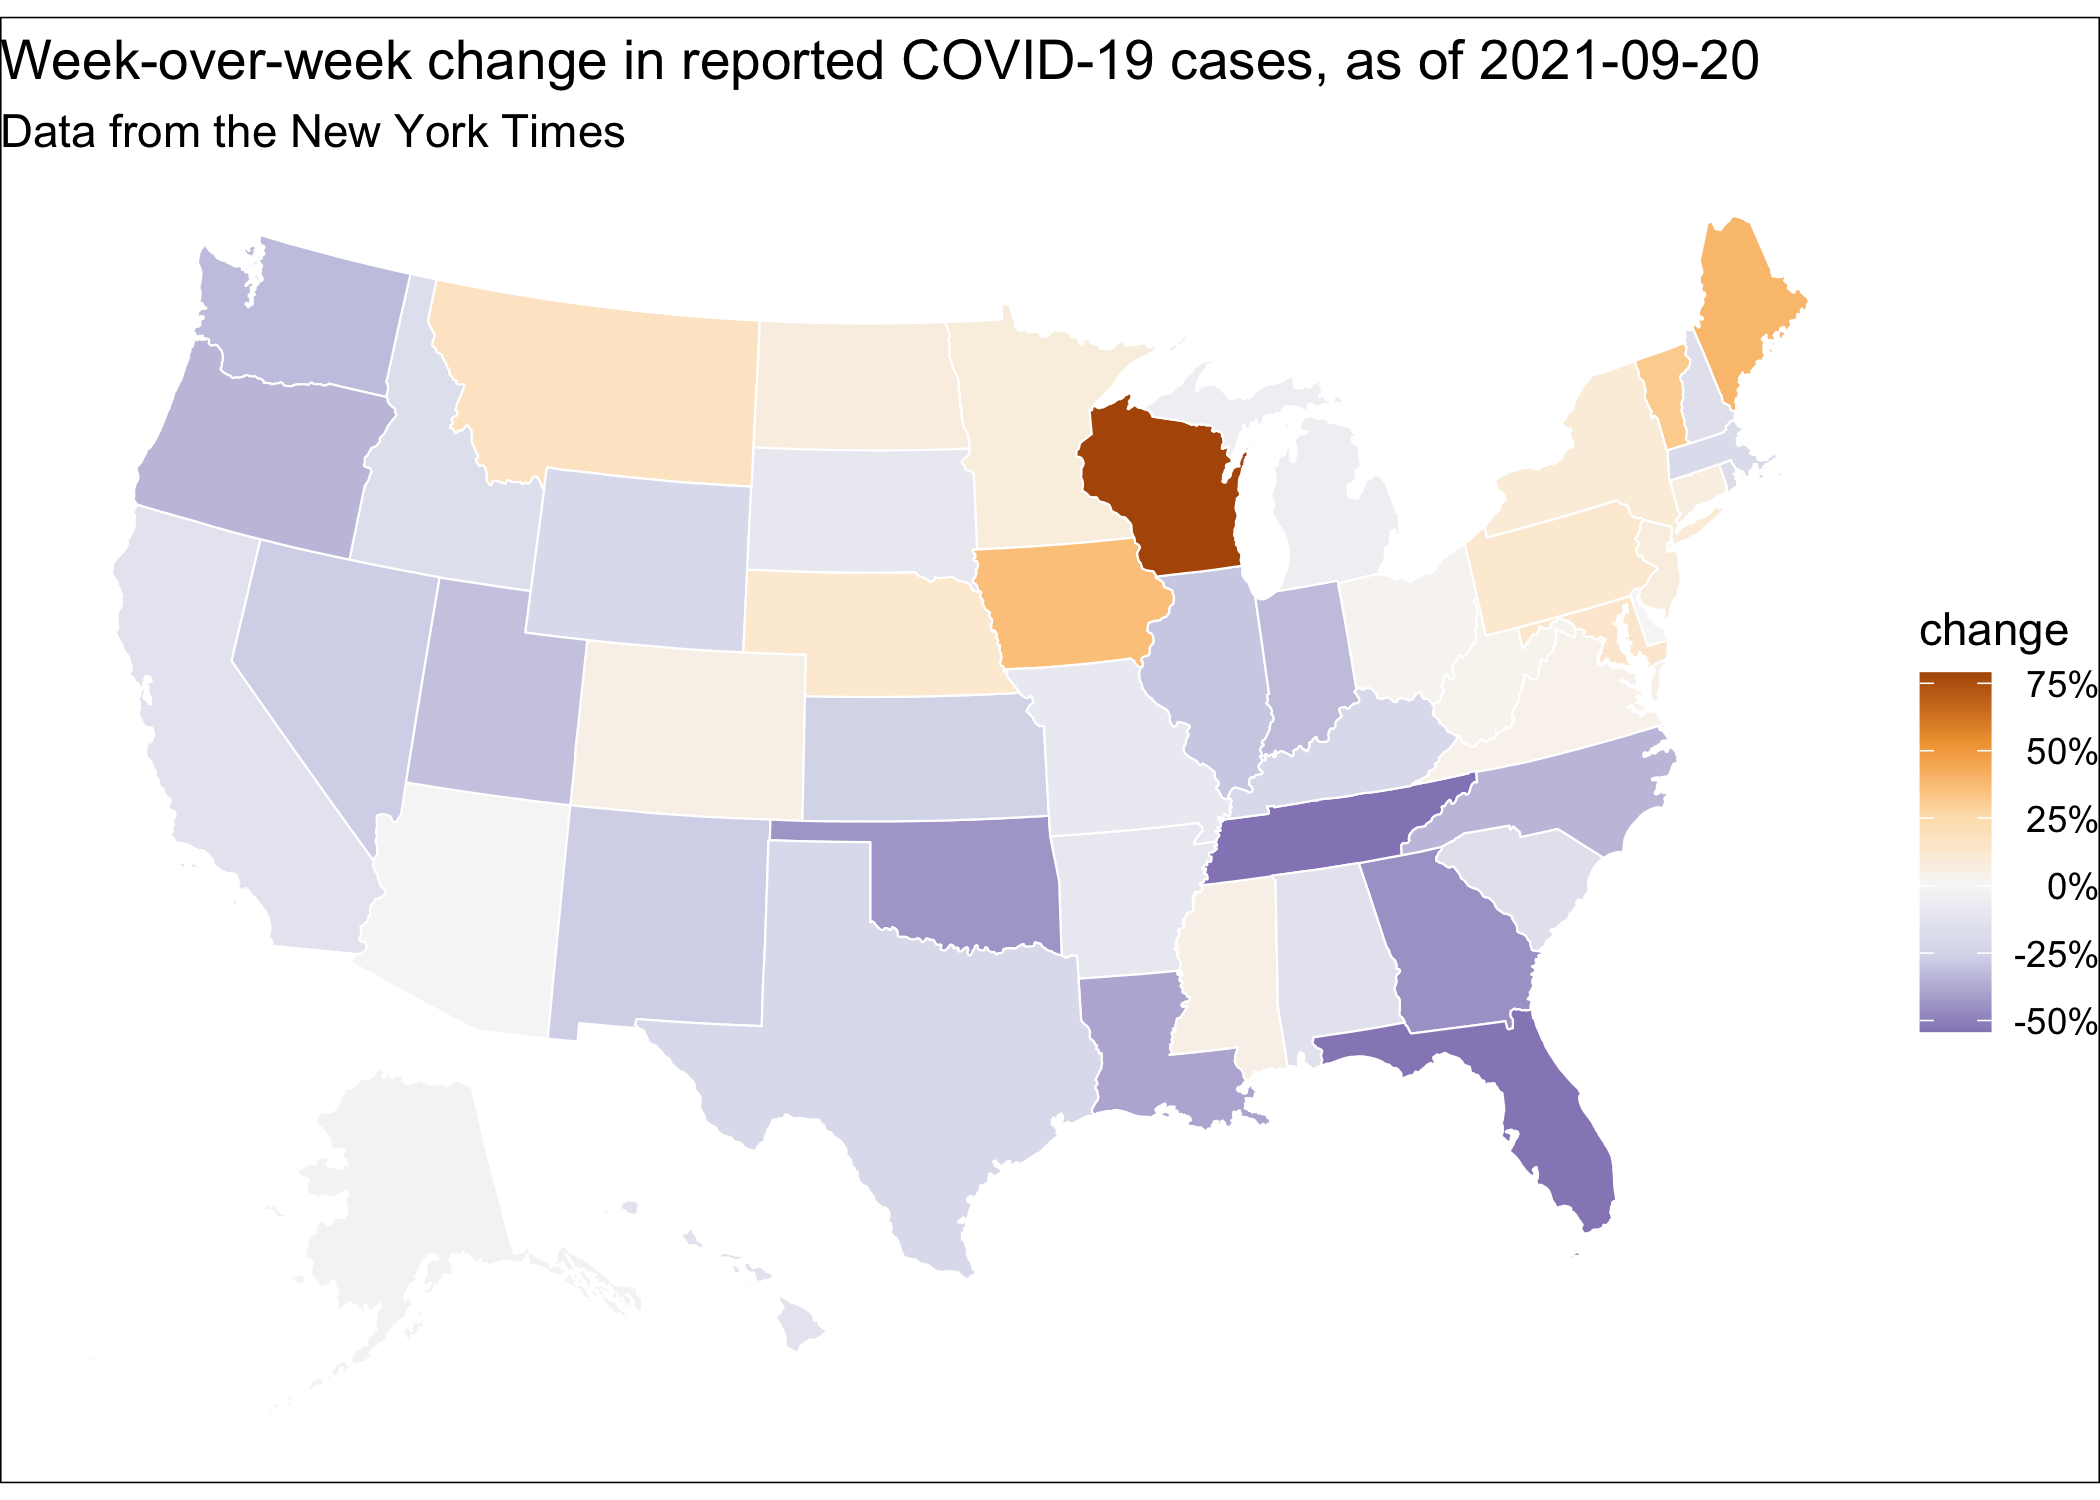 Week-over-week change in reported COVID-19 cases, as of 2021-09-20
Data from the New York Times
change
75%
50%
25%
0%
-25%
-50%